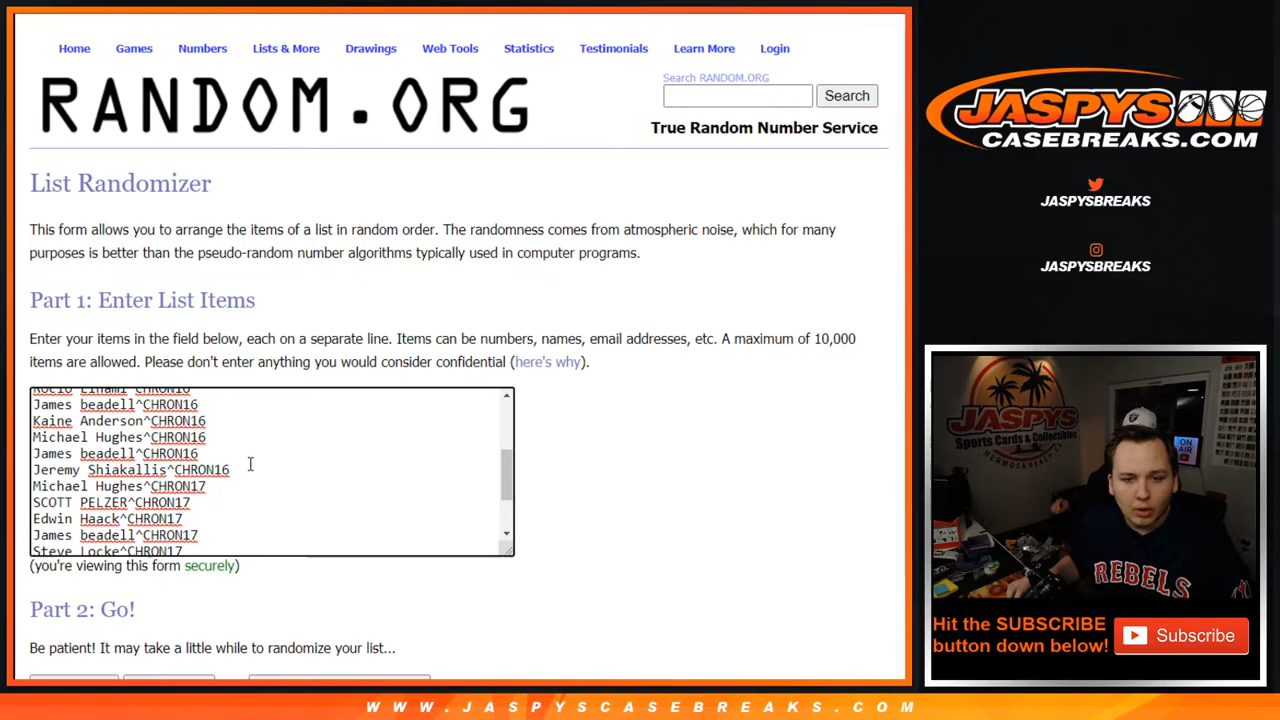 Home Games Numbers Lists & More Drawings Web Tools Statistics Testimonials Learn More Login
RANDOM.ORG
Search RANDOM.ORG
Search
True Random Number Service
List Randomizer
This form allows you to arrange the items of a list in random order. The randomness comes from atmospheric noise, which for many
purposes is better than the pseudo-random number algorithms typically used in computer programs.
Part 1: Enter List Items
Enter your items in the field below, each on a separate line. Items can be numbers, names, email addresses, etc. A maximum of 10,000
items are allowed. Please don't enter anything you would consider confidential (here's why).
James beadell^CHRON16
Kaine Anderson^CHRON16
Michael Hughes^CHRON16
James beadell^CHRON16
Jeremy Shiakallis^CHRON16
Michael Hughes^CHRON17
SCOTT PELZER^CHRON17
Edwin Haack^CHRON17
James beadell^CHRON17
Steve Locke^CHRON17
(you're viewing this form securely)
Part 2: Go!
Be patient! It may take a little while to randomize your list...
JASPYS
CASEBREAKS.COM
JASPYSBREAKS
JASPYSBREAKS
JASPYS
Sports Cards & Collectibles
HERMOSA BEACH, CA
ON AIR
REBELS
Hit the SUBSCRIBE
button down below!
Subscribe
WWW.JASPYSCASEBREAKS.COM